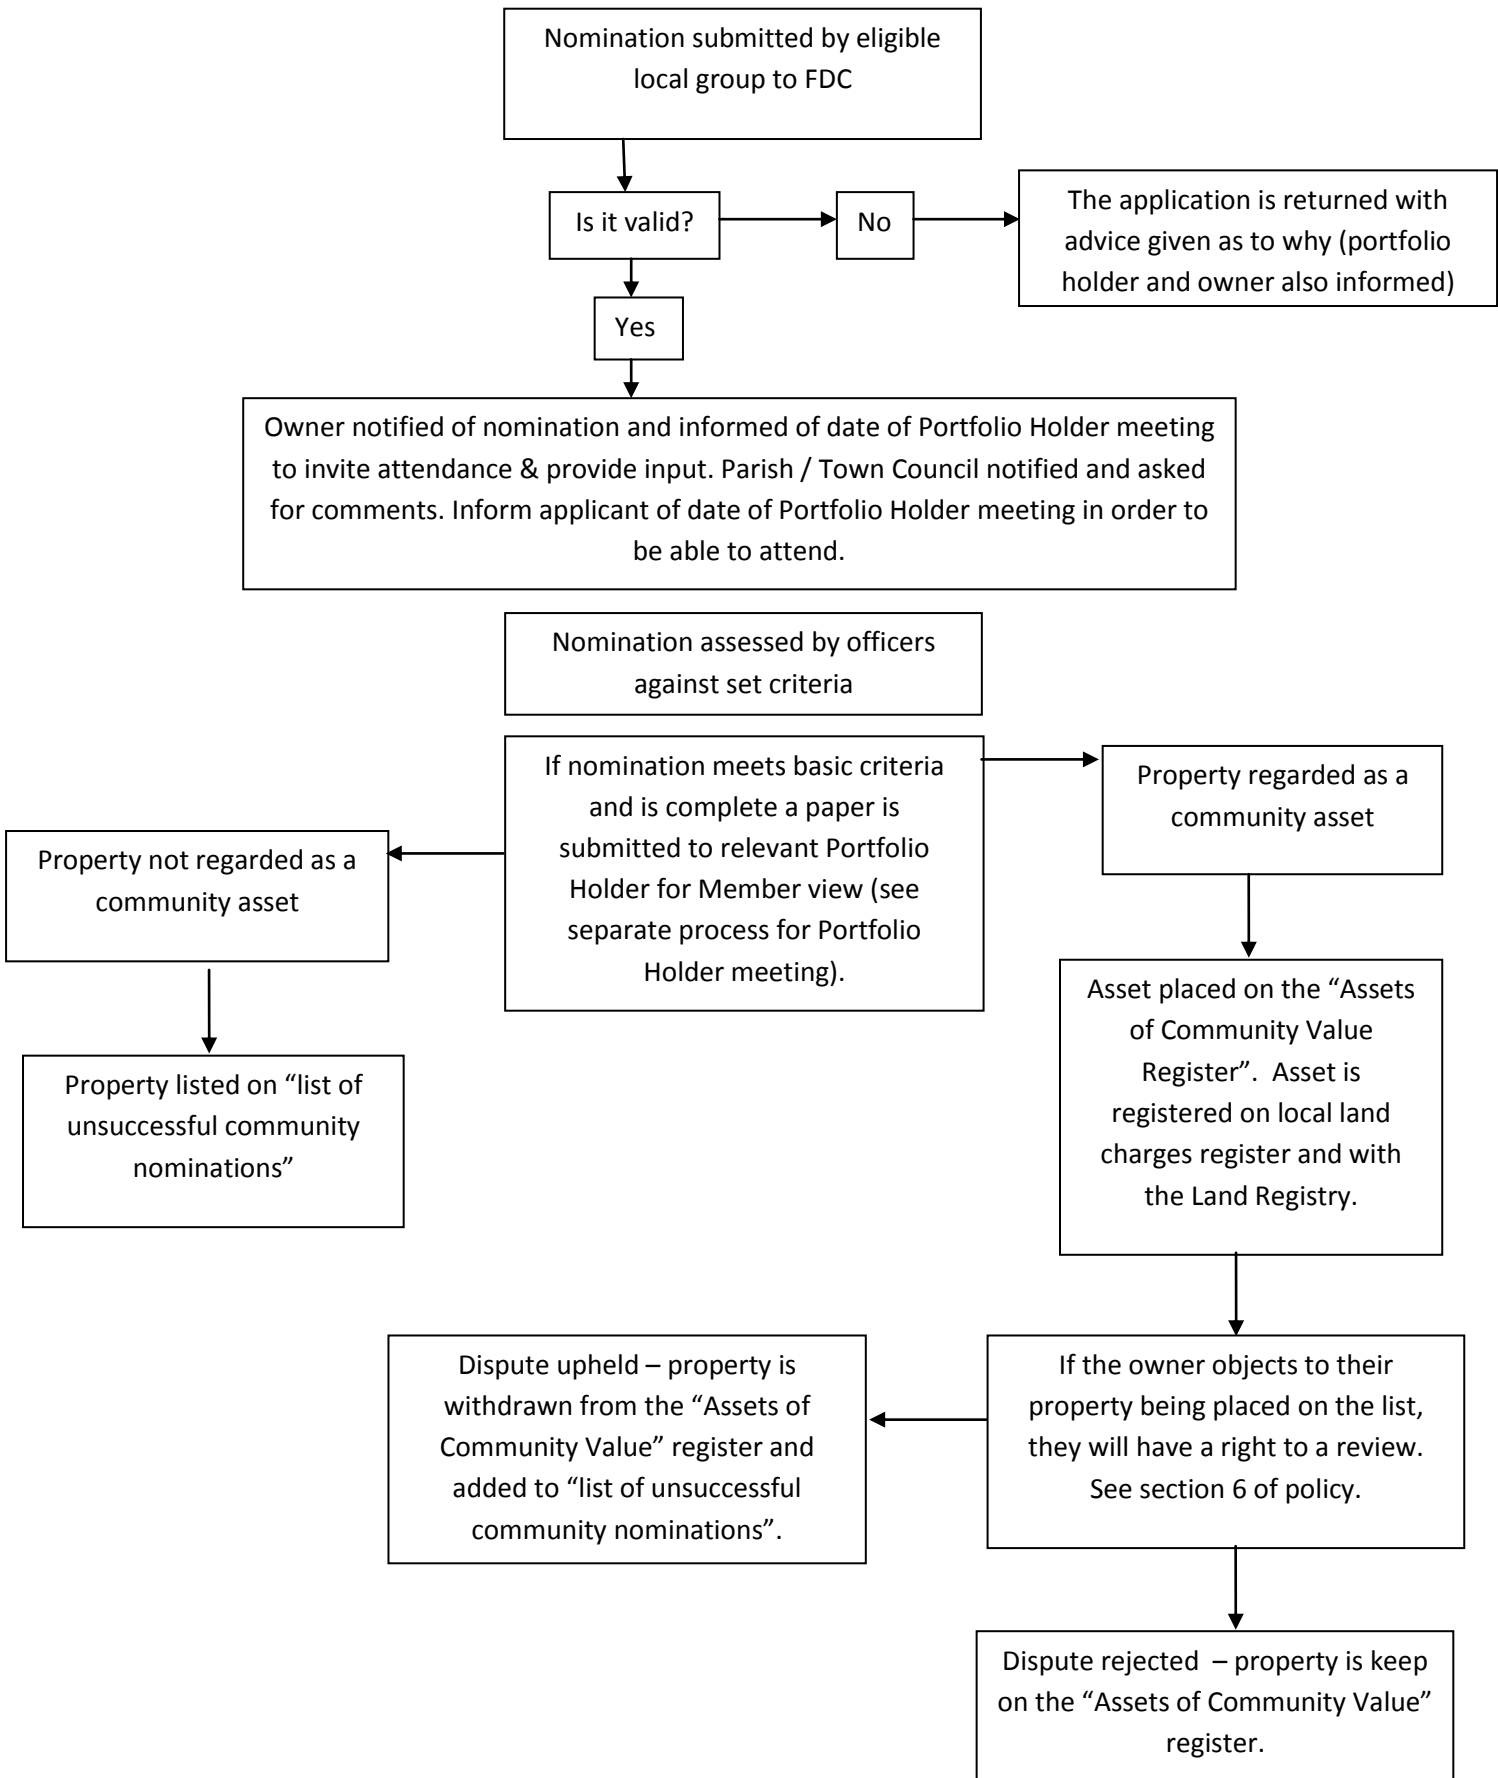 Nomination submitted by eligible
local group to FDC
Is it valid?
No
The application is returned with
advice given as to why (portfolio
holder and owner also informed)
Yes
Owner notified of nomination and informed of date of Portfolio Holder meeting
to invite attendance & provide input. Parish / Town Council notified and asked
for comments. Inform applicant of date of Portfolio Holder meeting in order to
be able to attend.
Nomination assessed by officers
against set criteria
If nomination meets basic criteria
and is complete a paper is
submitted to relevant Portfolio
Holder for Member view (see
separate process for Portfolio
Holder meeting).
Property regarded as a
community asset
Property not regarded as a
community asset
Asset placed on the “Assets
of Community Value
Register”.  Asset is
registered on local land
charges register and with
the Land Registry.
Property listed on “list of
unsuccessful community
nominations”
Dispute upheld – property is
withdrawn from the “Assets of
Community Value” register and
added to “list of unsuccessful
community nominations”.
If the owner objects to their
property being placed on the list,
they will have a right to a review.
See section 6 of policy.
Dispute rejected  – property is keep
on the “Assets of Community Value”
register.